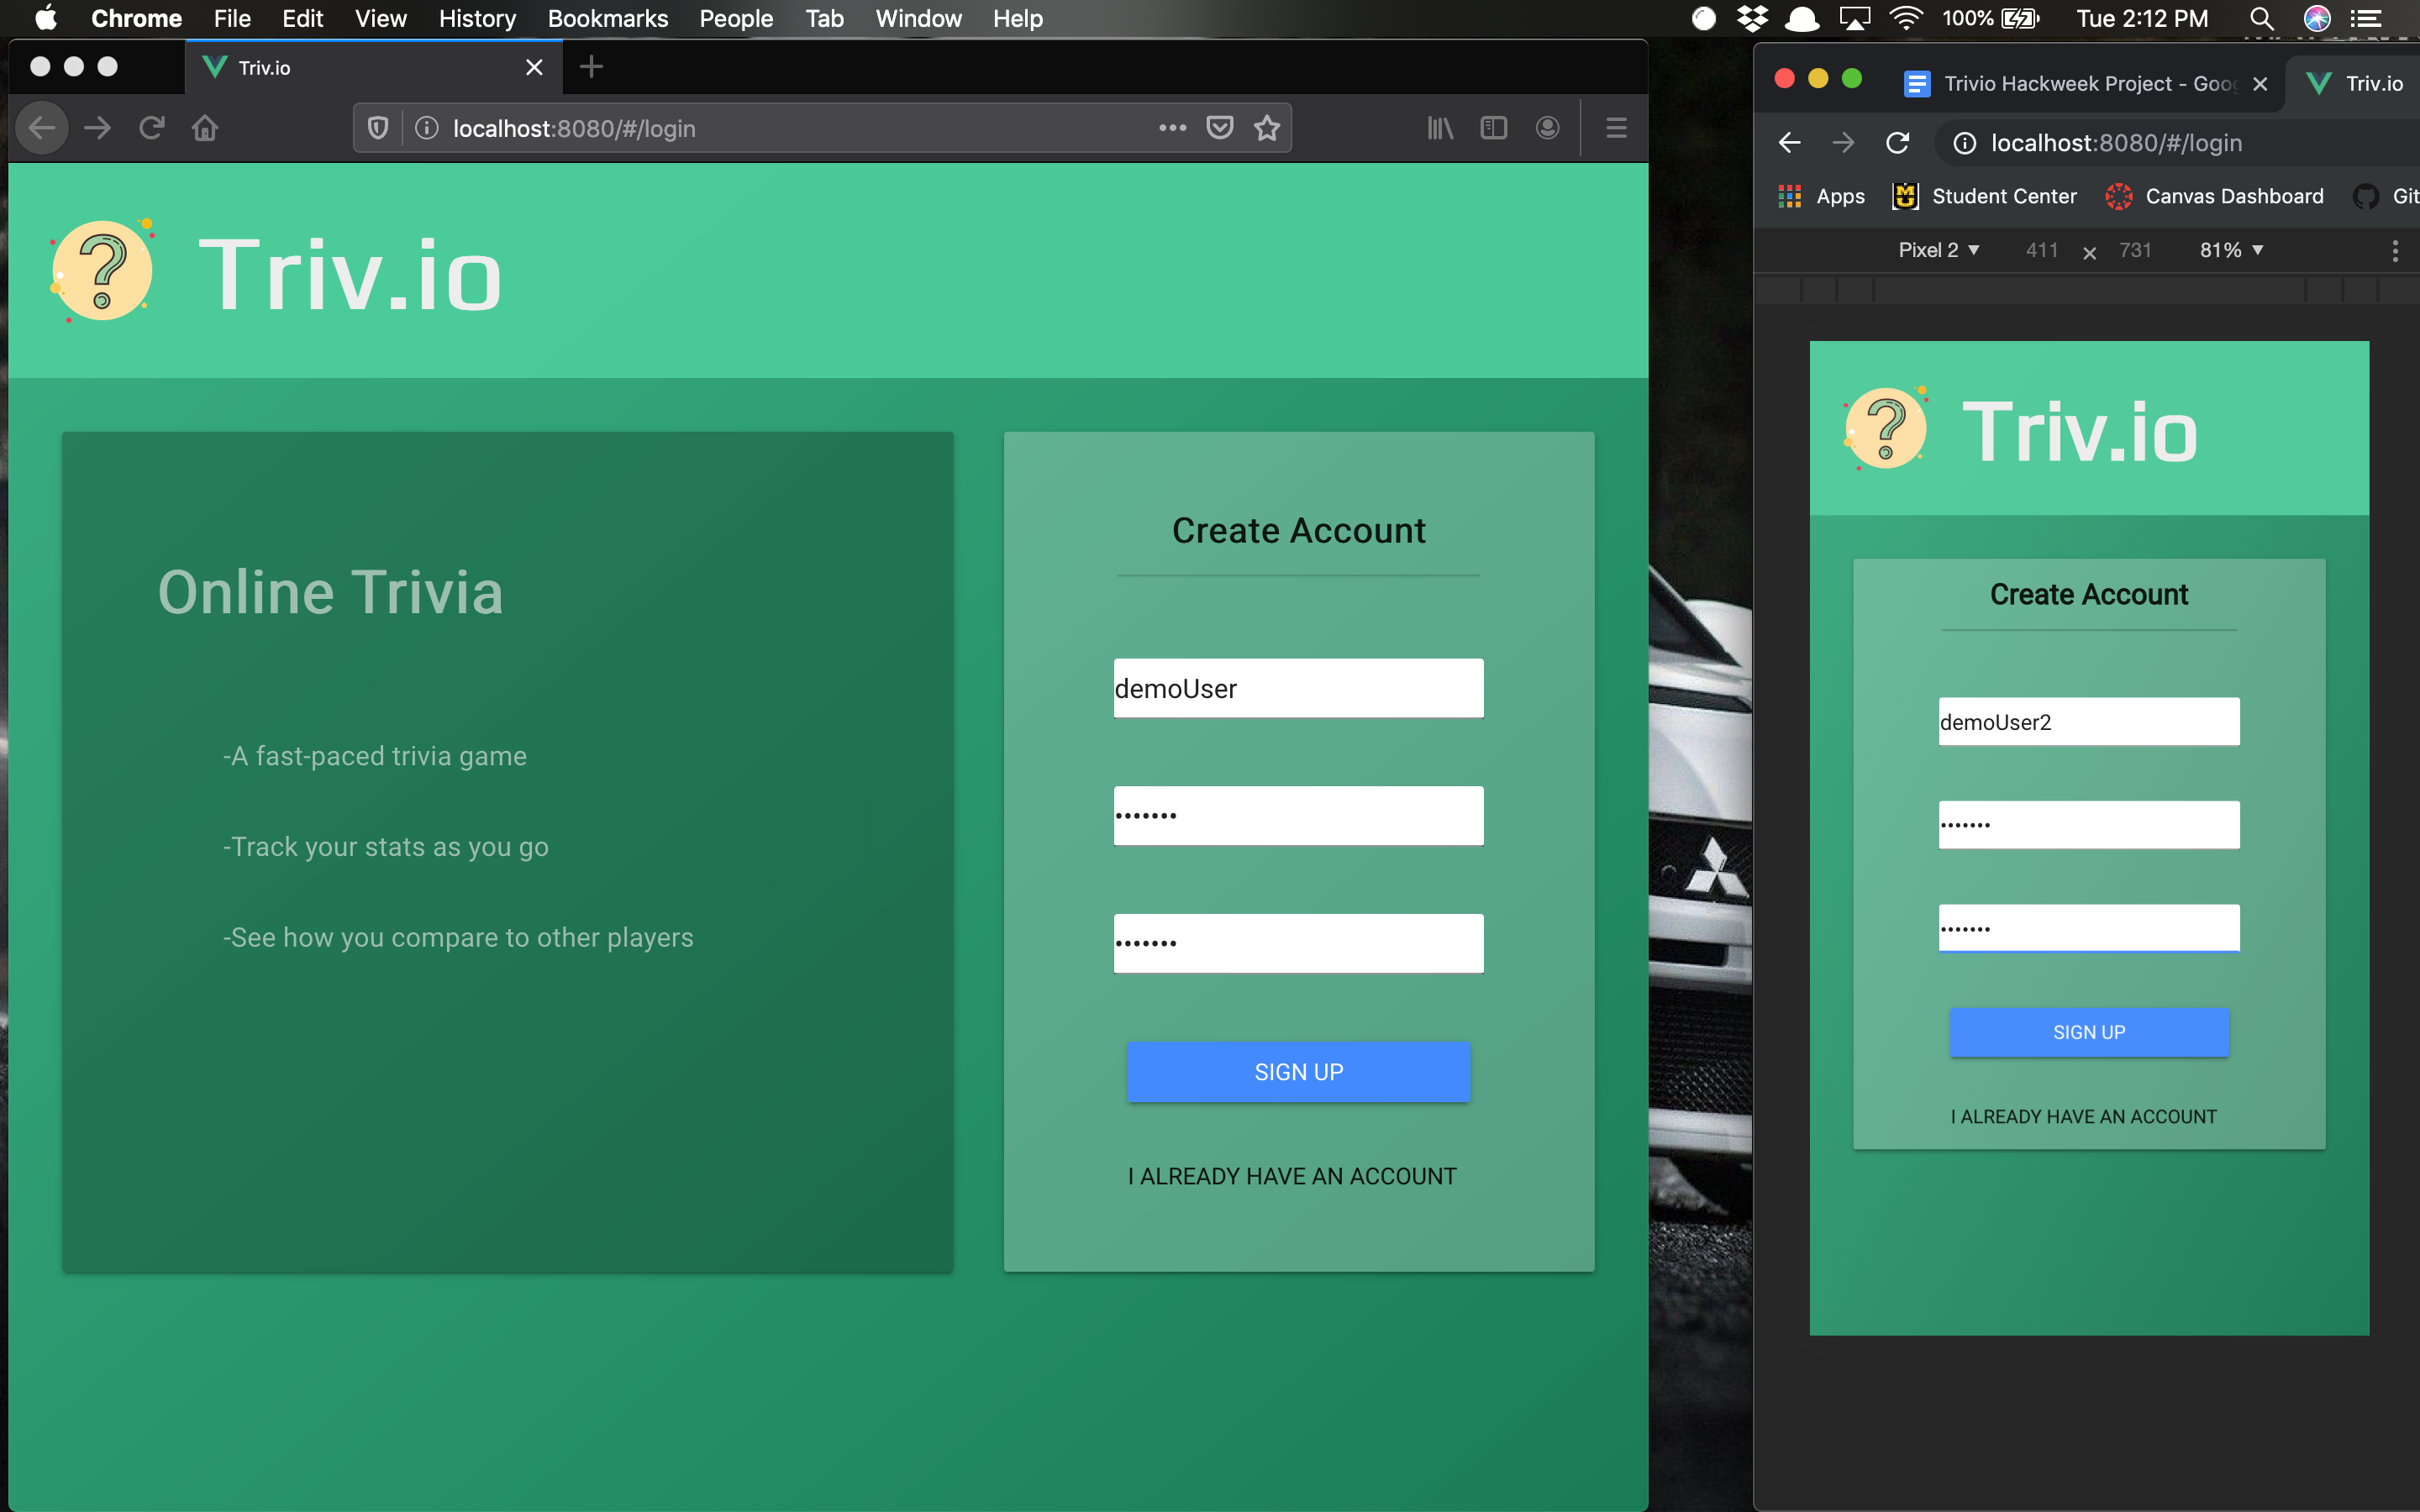 Chrome File Edit View History Bookmarks People Tab Window Help 100% Tue 2:12 PM
Triv.io
localhost:8080/#/login
Triv.io
Online Trivia
-A fast-paced trivia game
-Track your stats as you go
-See how you compare to other players
Create Account
demoUser
•••••••
•••••••
SIGN UP
I ALREADY HAVE AN ACCOUNT
Trivio Hackweek Project - Goo
Triv.io
localhost:8080/#/login
Apps Student Center Canvas Dashboard Git
Pixel 2 411 × 731 81%
Triv.io
Create Account
demoUser2
•••••••
•••••••
SIGN UP
I ALREADY HAVE AN ACCOUNT